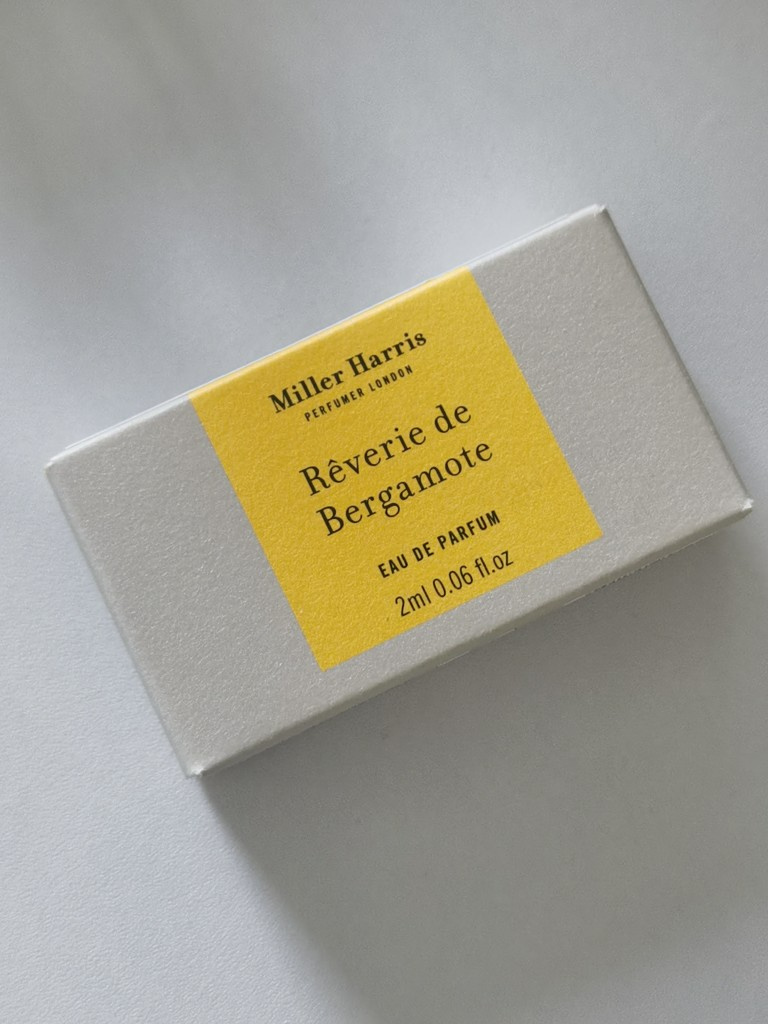 Miller Harris
PERFUMER LONDON
Rêverie de
Bergamote
EAU DE PARFUM
2ml 0.06 fl.oz